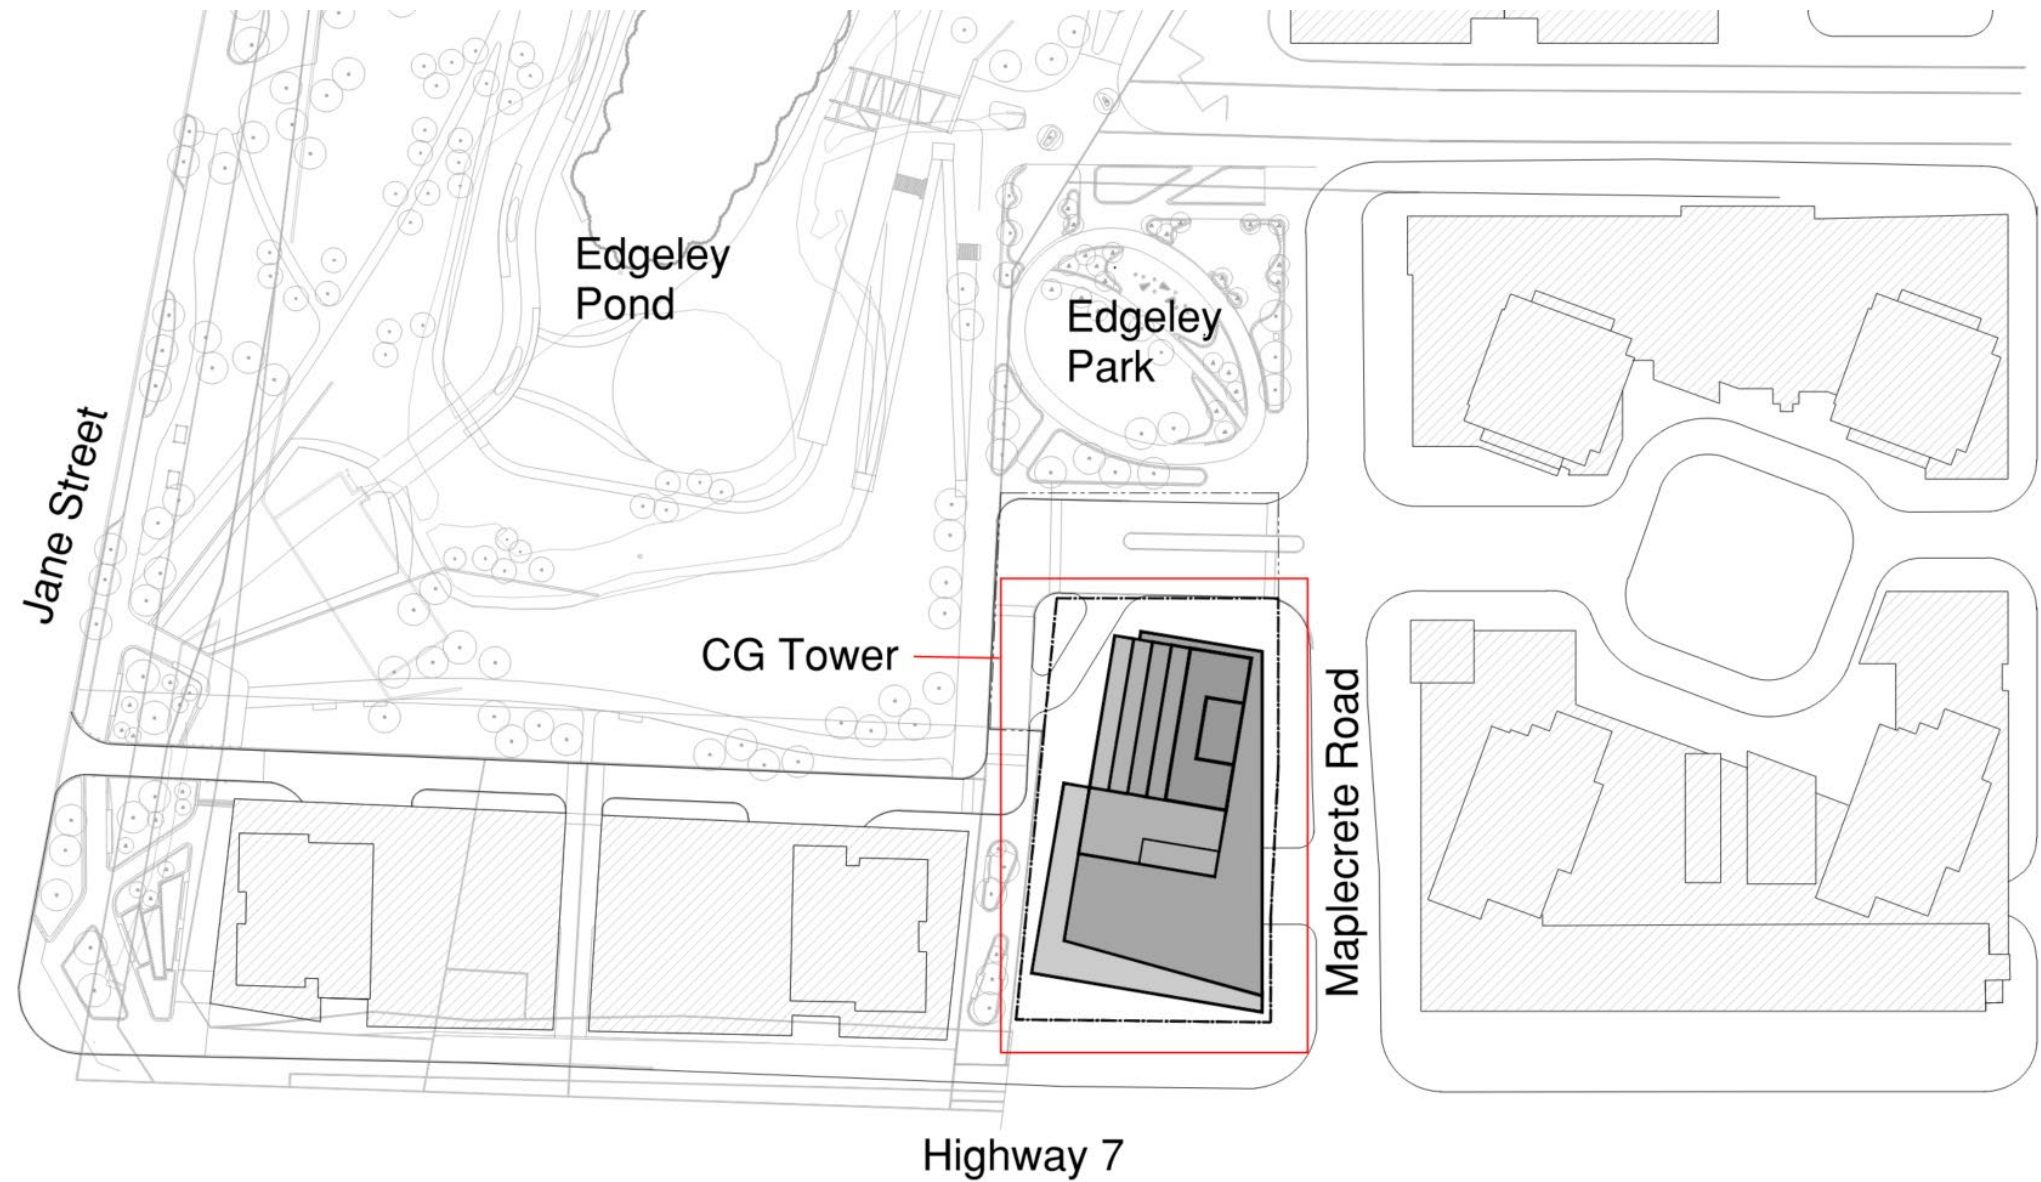 Edgeley
Pond
Edgeley
Park
Jane Street
CG Tower
Maplecrete Road
Highway 7